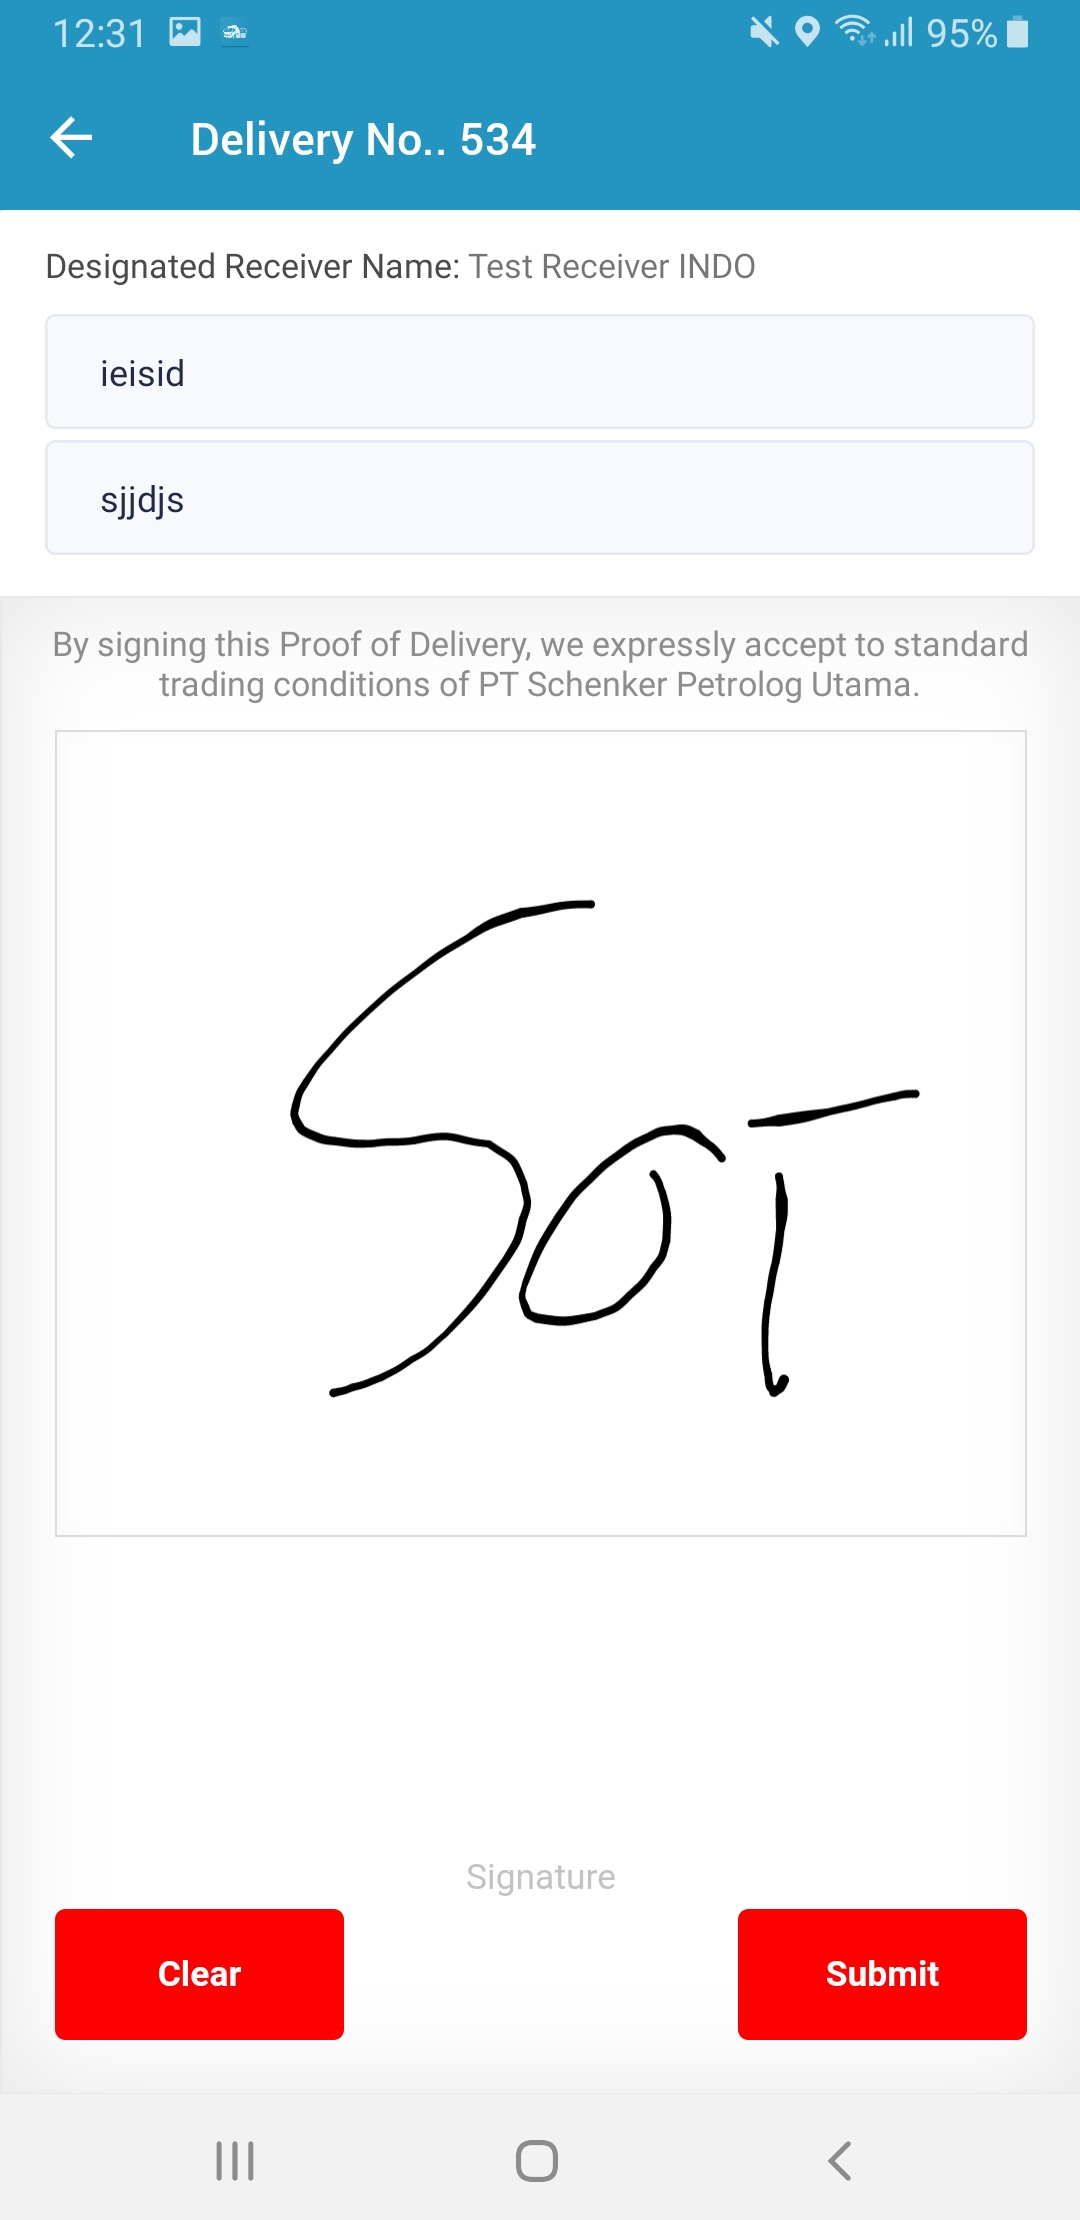 12:31 95%
Delivery No.. 534
Designated Receiver Name: Test Receiver INDO
ieisid
sjjdjs
By signing this Proof of Delivery, we expressly accept to standard
trading conditions of PT Schenker Petrolog Utama.
Signature
Clear Submit